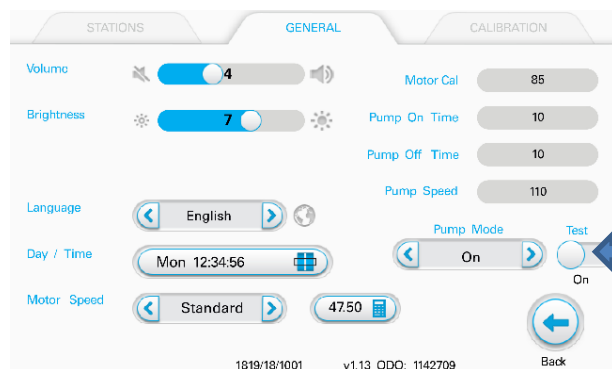 STATIONS GENERAL CALIBRATION
Volume 4 Motor Cal 85
Brightness 7 Pump On Time 10
Pump Off Time 10
Pump Speed 110
Language English
Pump Mode Test
Day / Time Mon 12:34:56 On
On
Motor Speed Standard 47.50
Back
1819/18/1001 v1.13 ODO: 1142709